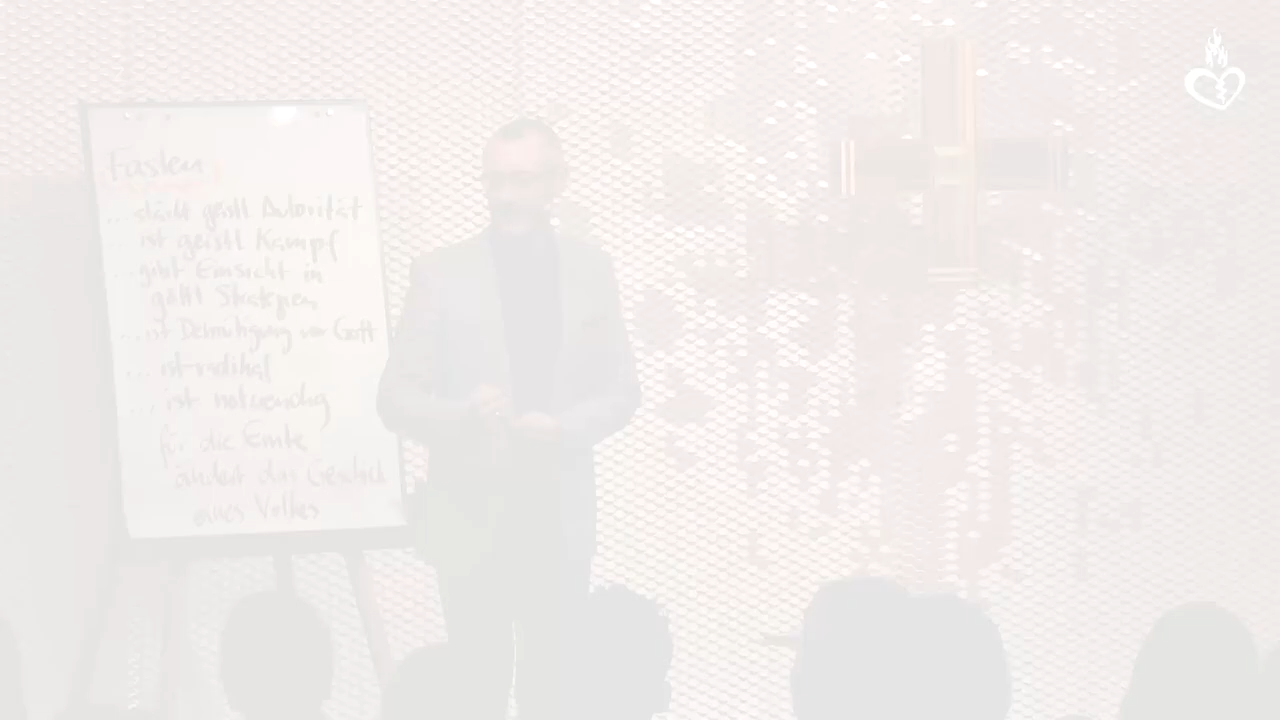 Fasten
... stärkt geistl Autorität
... ist geistl Kampf
... gibt Einsicht in
geistl Strategien
... ist Demütigung vor Gott
... ist radikal
... ist notwendig
für die Ernte
ändert das Geschick
eines Volkes